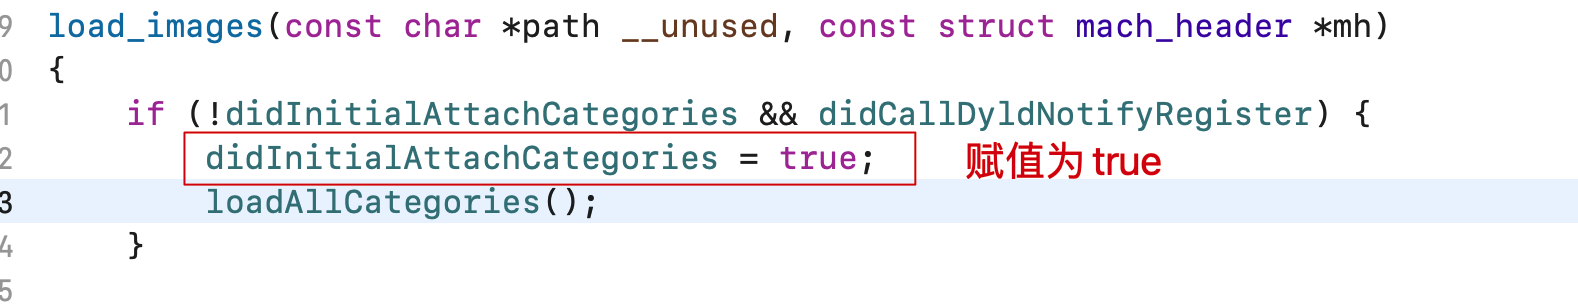 9 load_images(const char *path __unused, const struct mach_header *mh)
0 {
1 if (!didInitialAttachCategories && didCallDyldNotifyRegister) {
2 didInitialAttachCategories = true; 赋值为 true
3 loadAllCategories();
4 }
5